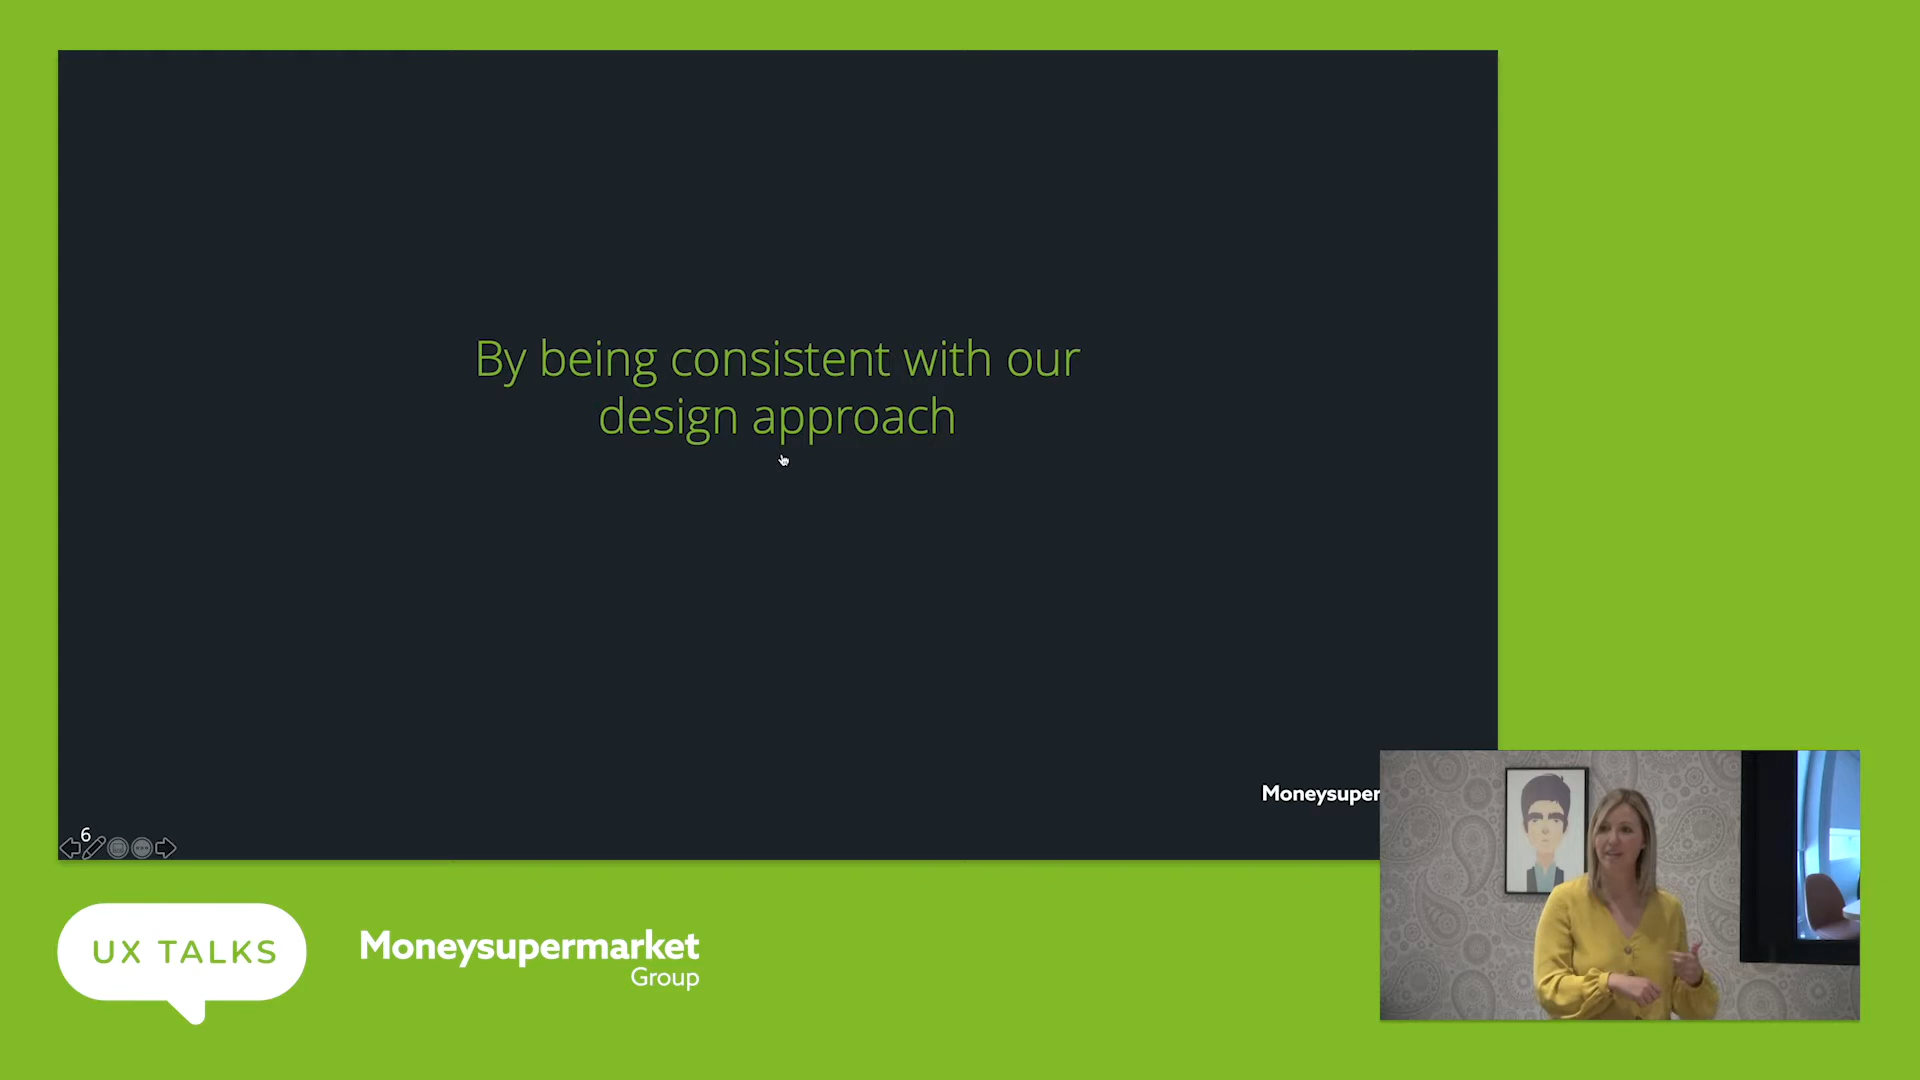 By being consistent with our
design approach
Moneysuper
6
UX TALKS
Moneysupermarket
Group